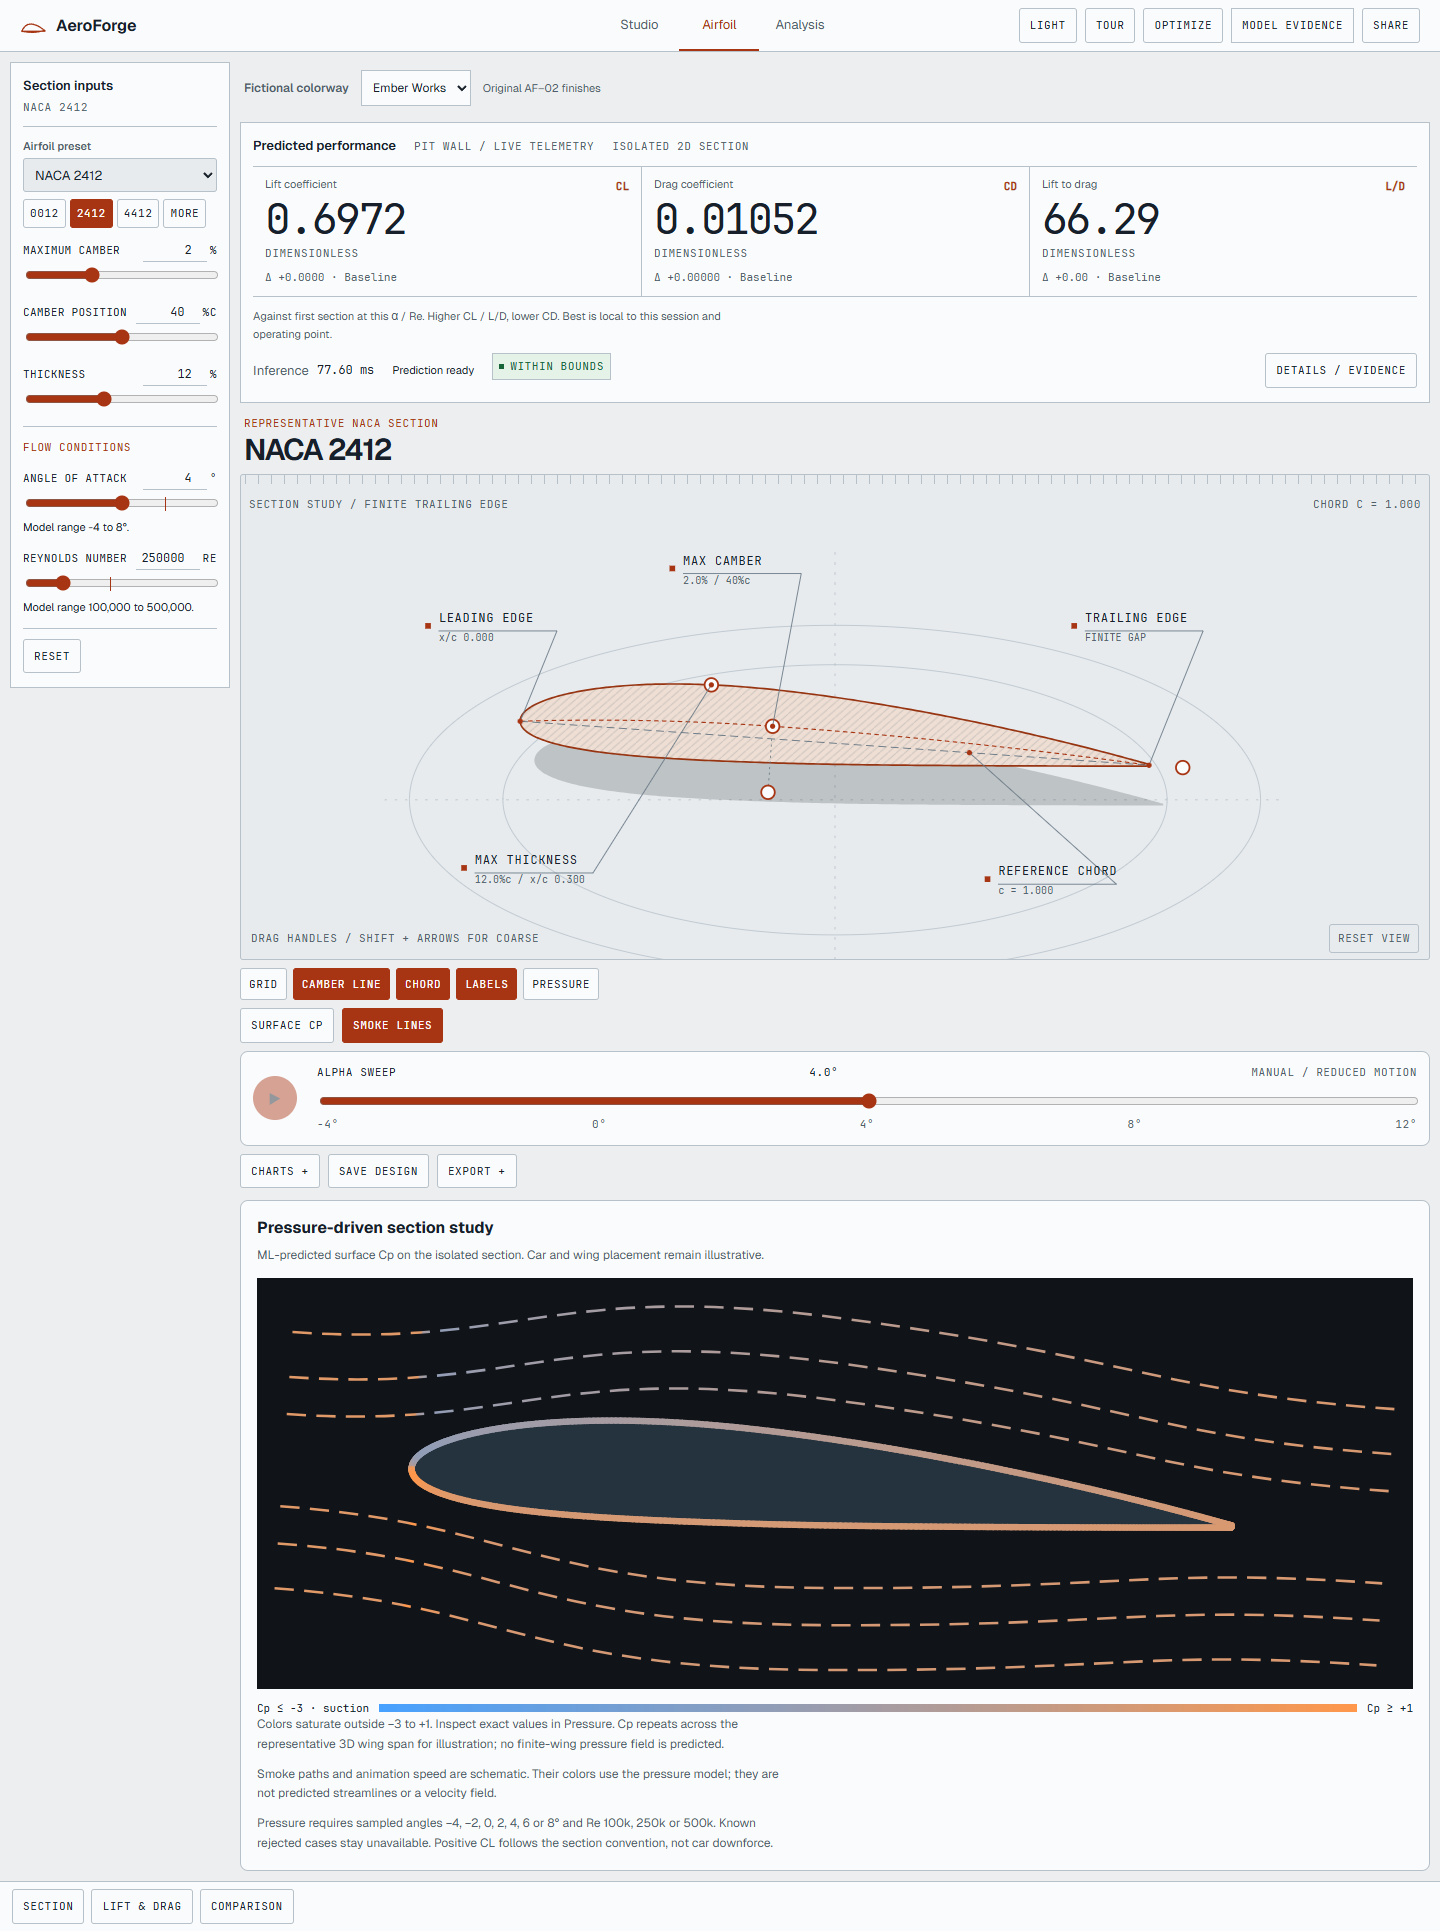 AeroForge
Studio
Airfoil
Analysis
LIGHT
TOUR
OPTIMIZE
MODEL EVIDENCE
SHARE
Section inputs
NACA 2412
Airfoil preset
NACA 2412
0012
2412
4412
MORE
MAXIMUM CAMBER 2 %
CAMBER POSITION 40 %C
THICKNESS 12 %
FLOW CONDITIONS
ANGLE OF ATTACK 4 °
Model range -4 to 8°.
REYNOLDS NUMBER 250000 RE
Model range 100,000 to 500,000.
RESET
Fictional colorway
Ember Works
Original AF-02 finishes
Predicted performance
PIT WALL / LIVE TELEMETRY
ISOLATED 2D SECTION
Lift coefficient CL
0.6972
DIMENSIONLESS
Δ +0.0000 · Baseline
Drag coefficient CD
0.01052
DIMENSIONLESS
Δ +0.00000 · Baseline
Lift to drag L/D
66.29
DIMENSIONLESS
Δ +0.00 · Baseline
Against first section at this α / Re. Higher CL / L/D, lower CD. Best is local to this session and
operating point.
Inference 77.60 ms Prediction ready
WITHIN BOUNDS
DETAILS / EVIDENCE
REPRESENTATIVE NACA SECTION
NACA 2412
SECTION STUDY / FINITE TRAILING EDGE
CHORD C = 1.000
MAX CAMBER
2.0% / 40%c
LEADING EDGE
x/c 0.000
TRAILING EDGE
FINITE GAP
MAX THICKNESS
12.0%c / x/c 0.300
REFERENCE CHORD
c = 1.000
DRAG HANDLES / SHIFT + ARROWS FOR COARSE
RESET VIEW
GRID
CAMBER LINE
CHORD
LABELS
PRESSURE
SURFACE CP
SMOKE LINES
ALPHA SWEEP
4.0°
MANUAL / REDUCED MOTION
-4° 0° 4° 8° 12°
CHARTS +
SAVE DESIGN
EXPORT +
Pressure-driven section study
ML-predicted surface Cp on the isolated section. Car and wing placement remain illustrative.
Cp ≤ -3 · suction
Cp ≥ +1
Colors saturate outside −3 to +1. Inspect exact values in Pressure. Cp repeats across the
representative 3D wing span for illustration; no finite-wing pressure field is predicted.
Smoke paths and animation speed are schematic. Their colors use the pressure model; they are
not predicted streamlines or a velocity field.
Pressure requires sampled angles −4, −2, 0, 2, 4, 6 or 8° and Re 100k, 250k or 500k. Known
rejected cases stay unavailable. Positive CL follows the section convention, not car downforce.
SECTION
LIFT & DRAG
COMPARISON